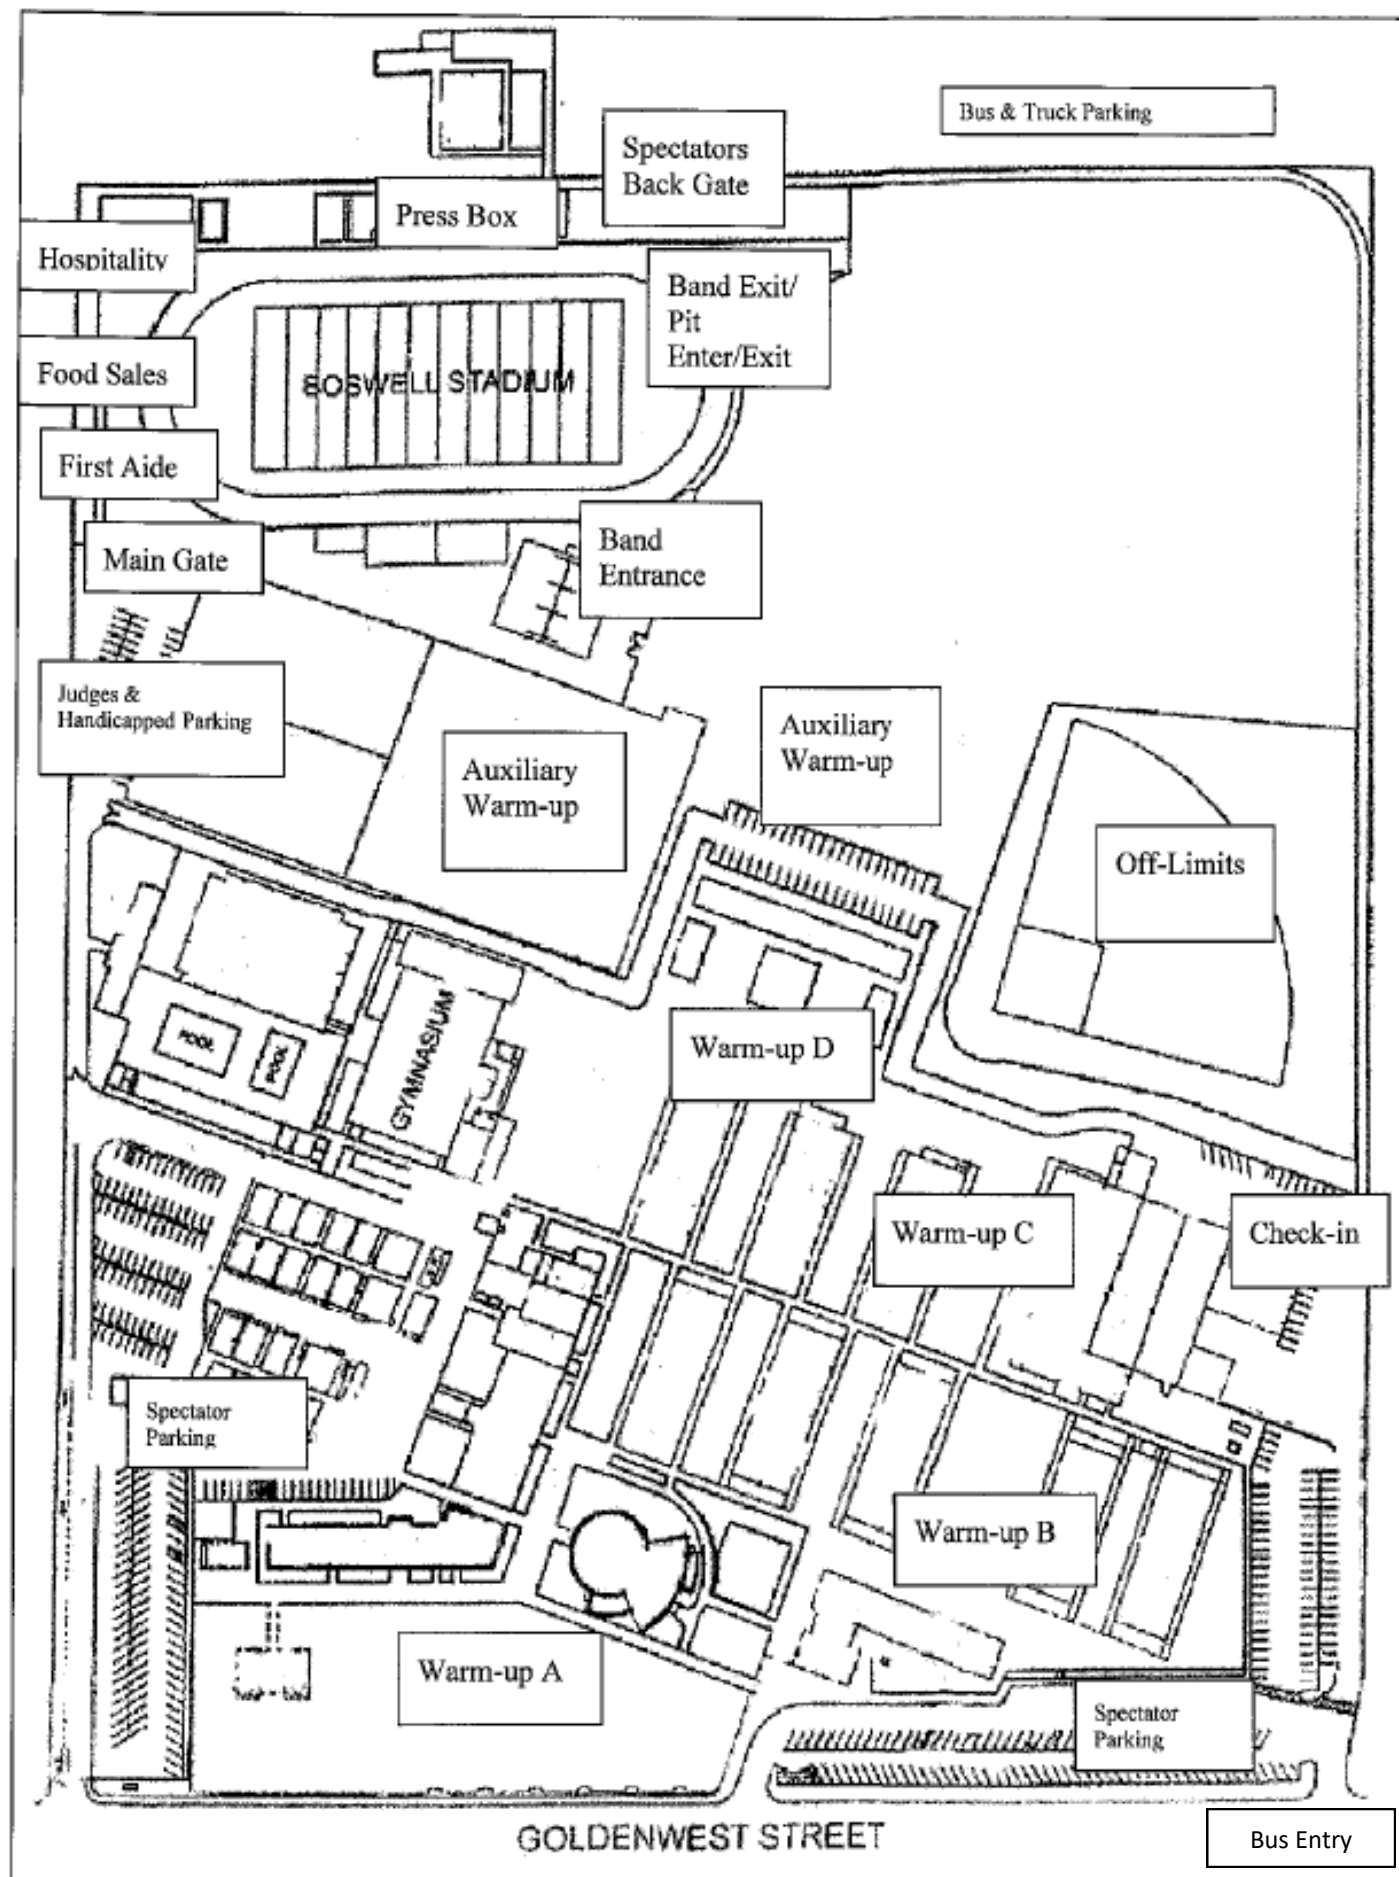 Bus & Truck Parking
Spectators
Back Gate
Press Box
Hospitality
Band Exit/
Pit
Enter/Exit
Food Sales
BOSWELL STADIUM
First Aide
Main Gate
Band
Entrance
Judges &
Handicapped Parking
Auxiliary
Warm-up
Auxiliary
Warm-up
Off-Limits
POOL
POOL
GYMNASIUM
Warm-up D
Warm-up C
Check-in
Spectator
Parking
Warm-up B
Warm-up A
Spectator
Parking
GOLDENWEST STREET
Bus Entry